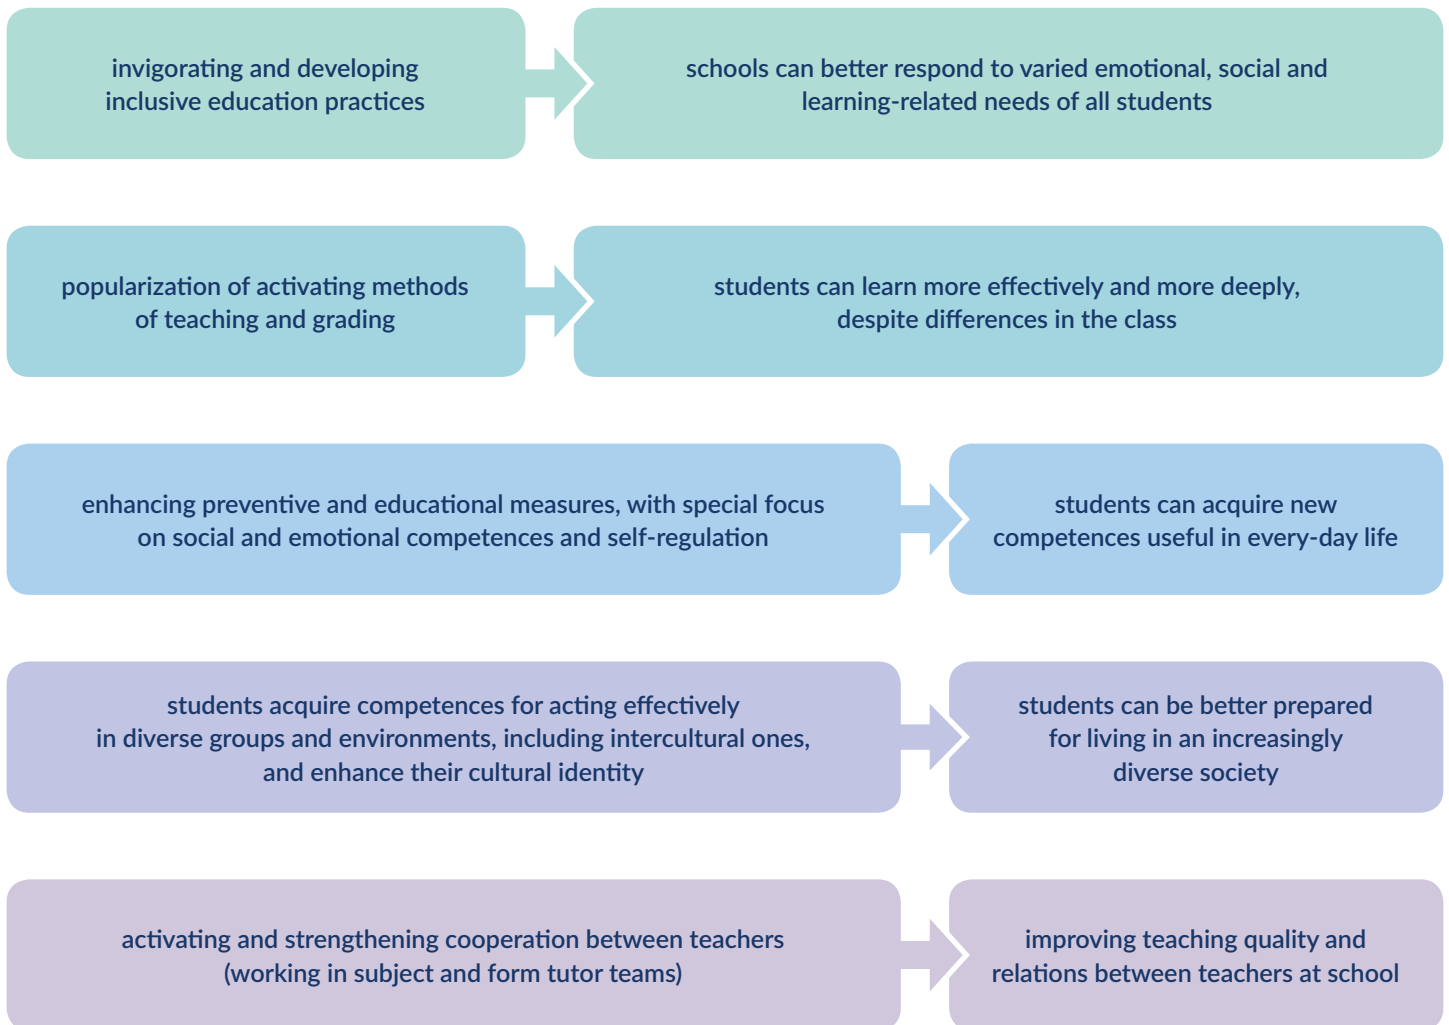 invigorating and developing
inclusive education practices
schools can better respond to varied emotional, social and
learning-related needs of all students
popularization of activating methods
of teaching and grading
students can learn more effectively and more deeply,
despite differences in the class
enhancing preventive and educational measures, with special focus
on social and emotional competences and self-regulation
students can acquire new
competences useful in every-day life
students acquire competences for acting effectively
in diverse groups and environments, including intercultural ones,
and enhance their cultural identity
students can be better prepared
for living in an increasingly
diverse society
activating and strengthening cooperation between teachers
(working in subject and form tutor teams)
improving teaching quality and
relations between teachers at school